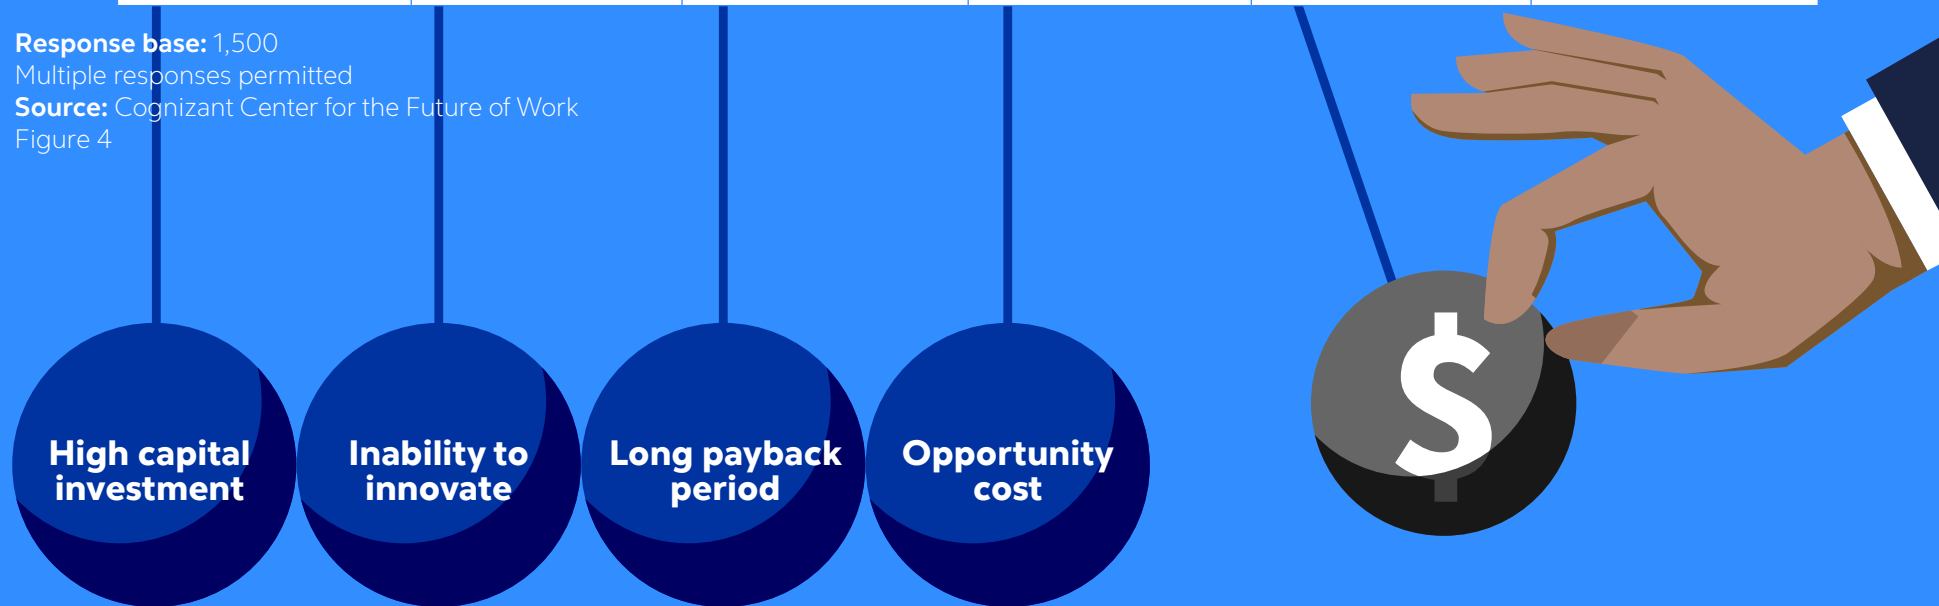 Response base: 1,500
Multiple responses permitted
Source: Cognizant Center for the Future of Work
Figure 4
High capital
investment
Inability to
innovate
Long payback
period
Opportunity
cost
$